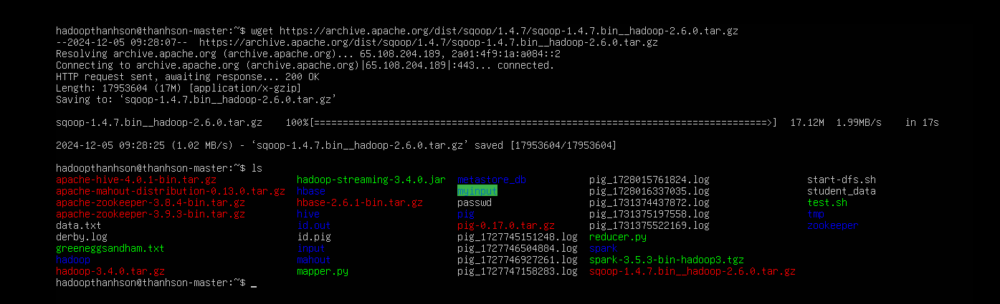 hadoopthanhson@thanhson-master:~$ wget https://archive.apache.org/dist/sqoop/1.4.7/sqoop-1.4.7.bin__hadoop-2.6.0.tar.gz
--2024-12-05 09:28:07--  https://archive.apache.org/dist/sqoop/1.4.7/sqoop-1.4.7.bin__hadoop-2.6.0.tar.gz
Resolving archive.apache.org (archive.apache.org)... 65.108.204.189, 2a01:4f9:1a:a084::2
Connecting to archive.apache.org (archive.apache.org)|65.108.204.189|:443... connected.
HTTP request sent, awaiting response... 200 OK
Length: 17953604 (17M) [application/x-gzip]
Saving to: ‘sqoop-1.4.7.bin__hadoop-2.6.0.tar.gz’
sqoop-1.4.7.bin__hadoop-2.6.0.tar.gz    100%[===============================================================================>]  17.12M  1.99MB/s    in 17s
2024-12-05 09:28:25 (1.02 MB/s) - ‘sqoop-1.4.7.bin__hadoop-2.6.0.tar.gz’ saved [17953604/17953604]
hadoopthanhson@thanhson-master:~$ ls
apache-hive-4.0.1-bin.tar.gz              hadoop-streaming-3.4.0.jar  metastore_db           pig_1728015761824.log                 start-dfs.sh
apache-mahout-distribution-0.13.0.tar.gz  hbase                       myinput                pig_1728016337035.log                 student_data
apache-zookeeper-3.8.4-bin.tar.gz         hbase-2.6.1-bin.tar.gz      passwd                 pig_1731374437872.log                 test.sh
apache-zookeeper-3.9.3-bin.tar.gz         hive                        pig                    pig_1731375197558.log                 tmp
data.txt                                  id.out                      pig-0.17.0.tar.gz      pig_1731375522169.log                 zookeeper
derby.log                                 id.pig                      pig_1727745151248.log  reducer.py
greeneggsandham.txt                       input                       pig_1727746504884.log  spark
hadoop                                    mahout                      pig_1727746927261.log  spark-3.5.3-bin-hadoop3.tgz
hadoop-3.4.0.tar.gz                       mapper.py                   pig_1727747158283.log  sqoop-1.4.7.bin__hadoop-2.6.0.tar.gz
hadoopthanhson@thanhson-master:~$ _